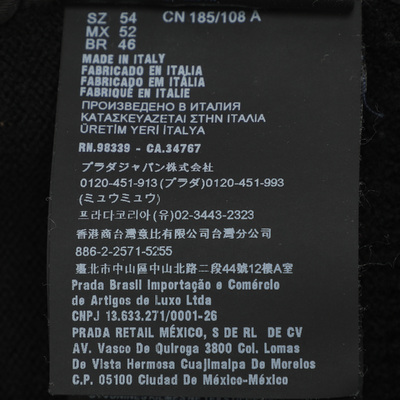 SZ 54 CN 185/108 A
MX 52
BR 46
MADE IN ITALY
FABRICADO EN ITALIA
FABRICADO EM ITÁLIA
FABRIQUÉ EN ITALIE
ПРОИЗВЕДЕНО В ИТАЛИЯ
ΚΑΤΑΣΚΕΥΑΖΕΤΑΙ ΣΤΗΝ ΙΤΑΛΙΑ
ÜRETİM YERİ İTALYA
RN.98339 - CA.34767
プラダジャパン株式会社
0120-451-913 (プラダ) 0120-451-993
(ミュウミュウ)
프라다코리아(유) 02-3443-2323
香港商台灣意比有限公司台灣分公司
886-2-2571-5255
臺北市中山區中山北路二段44號12樓A室
Prada Brasil Importação e Comércio
de Artigos de Luxo Ltda
CNPJ 13.633.271/0001-26
PRADA RETAIL MÉXICO, S DE RL DE CV
AV. Vasco De Quiroga 3800 Col. Lomas
De Vista Hermosa Cuajimalpa De Morelos
C.P. 05100 Ciudad De México-México